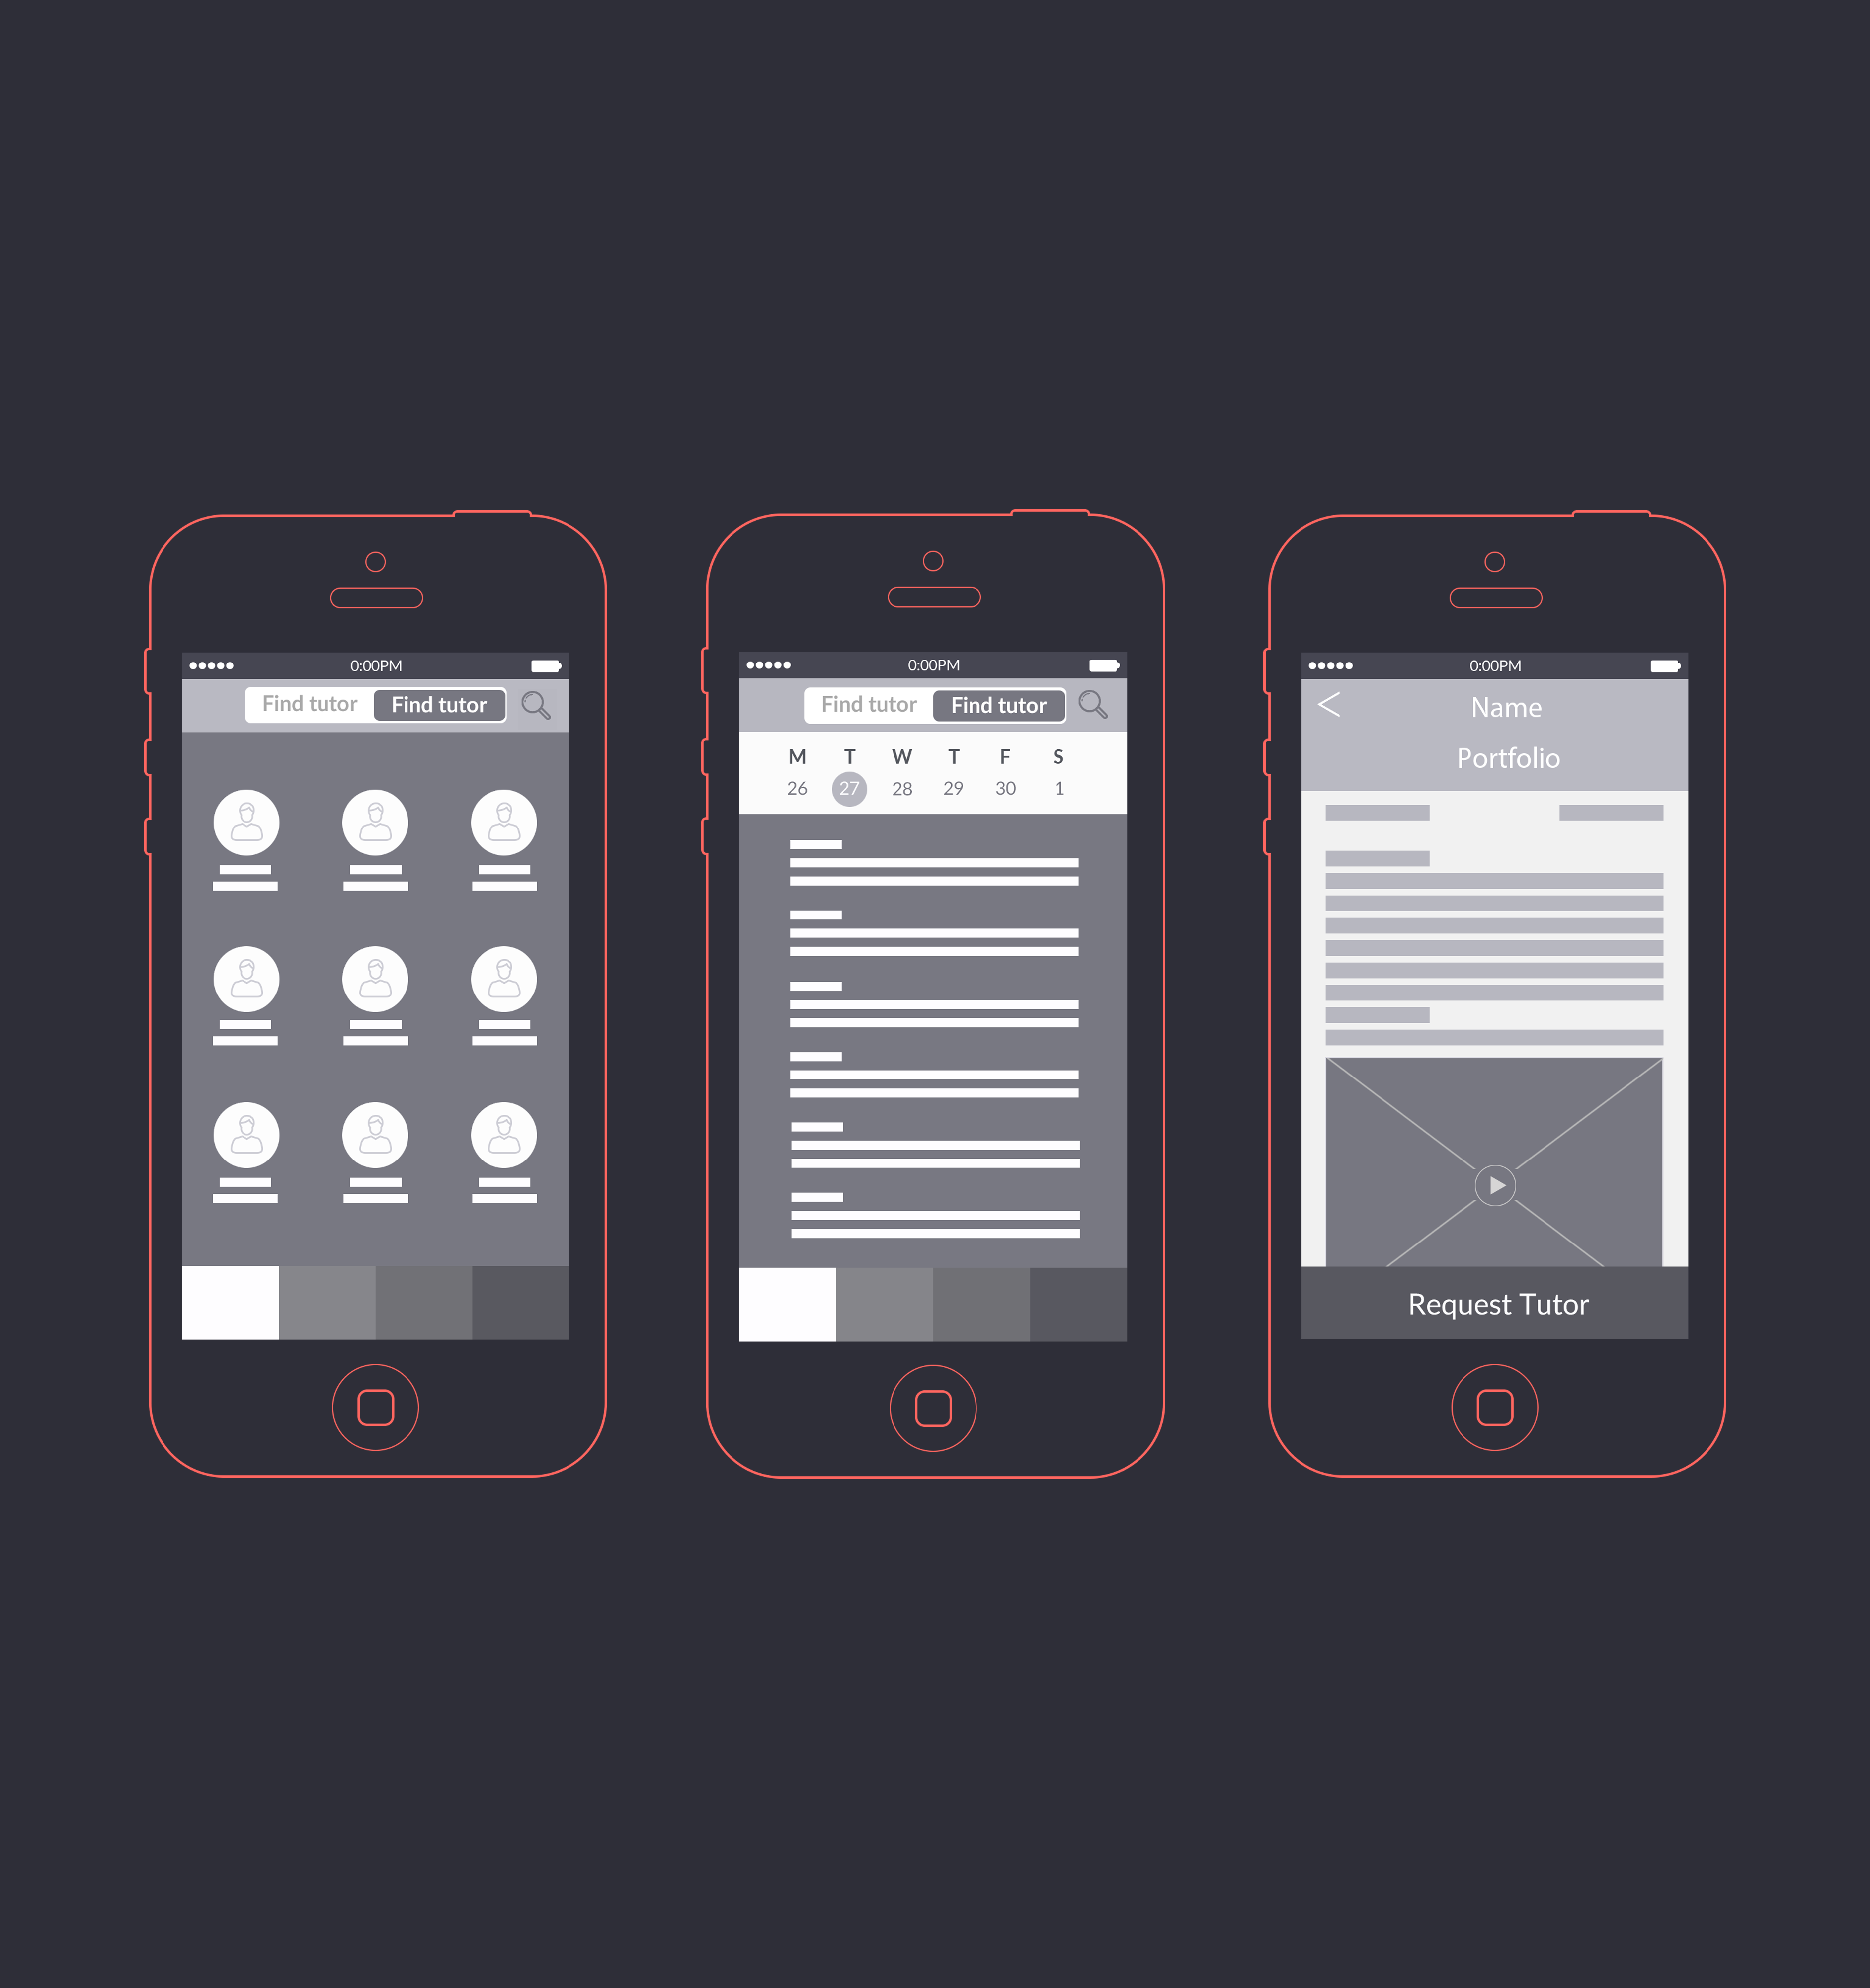 0:00PM
Find tutor Find tutor
0:00PM
Find tutor Find tutor
M T W T F S
26 27 28 29 30 1
0:00PM
Name
Portfolio
Request Tutor